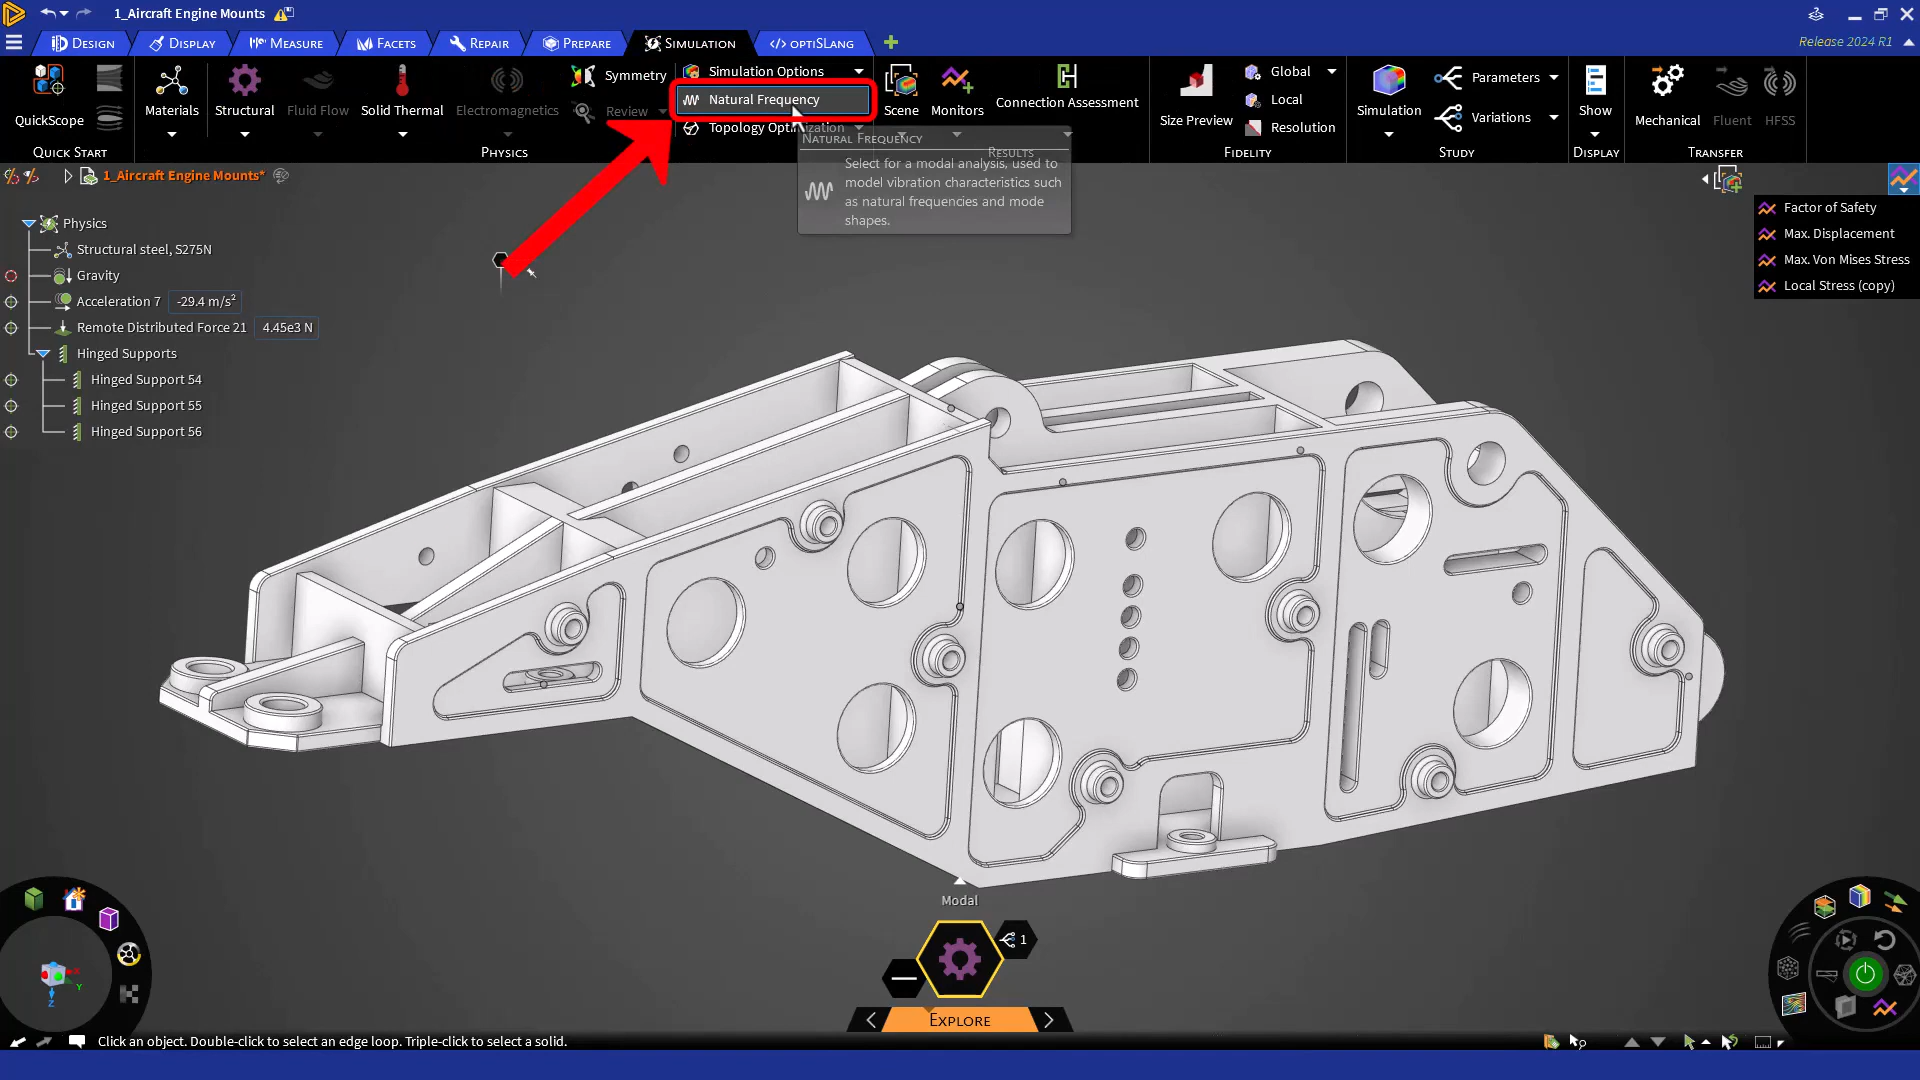 1_Aircraft Engine Mounts
Design
Display
Measure
Facets
Repair
Prepare
Simulation
optiSLang
Release 2024 R1
QuickScope
Quick Start
Materials
Structural
Fluid Flow
Solid Thermal
Electromagnetics
Symmetry
Review
Physics
Simulation Options
Natural Frequency
Topology Optimization
Scene
Monitors
Connection Assessment
Results
Size Preview
Global
Local
Resolution
Fidelity
Simulation
Parameters
Variations
Study
Show
Display
Mechanical
Fluent
HFSS
Transfer
Natural Frequency
Select for a modal analysis, used to
model vibration characteristics such
as natural frequencies and mode
shapes.
1_Aircraft Engine Mounts*
Physics
Structural steel, S275N
Gravity
Acceleration 7 -29.4 m/s²
Remote Distributed Force 21 4.45e3 N
Hinged Supports
Hinged Support 54
Hinged Support 55
Hinged Support 56
Factor of Safety
Max. Displacement
Max. Von Mises Stress
Local Stress (copy)
Modal
1
Explore
X
Y
Z
Click an object. Double-click to select an edge loop. Triple-click to select a solid.